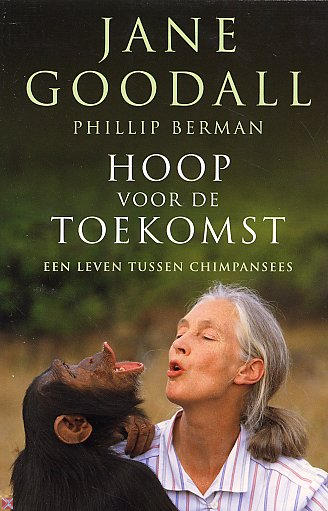 JANE
GOODALL
PHILLIP BERMAN
HOOP
VOOR DE
TOEKOMST
EEN LEVEN TUSSEN CHIMPANSEES